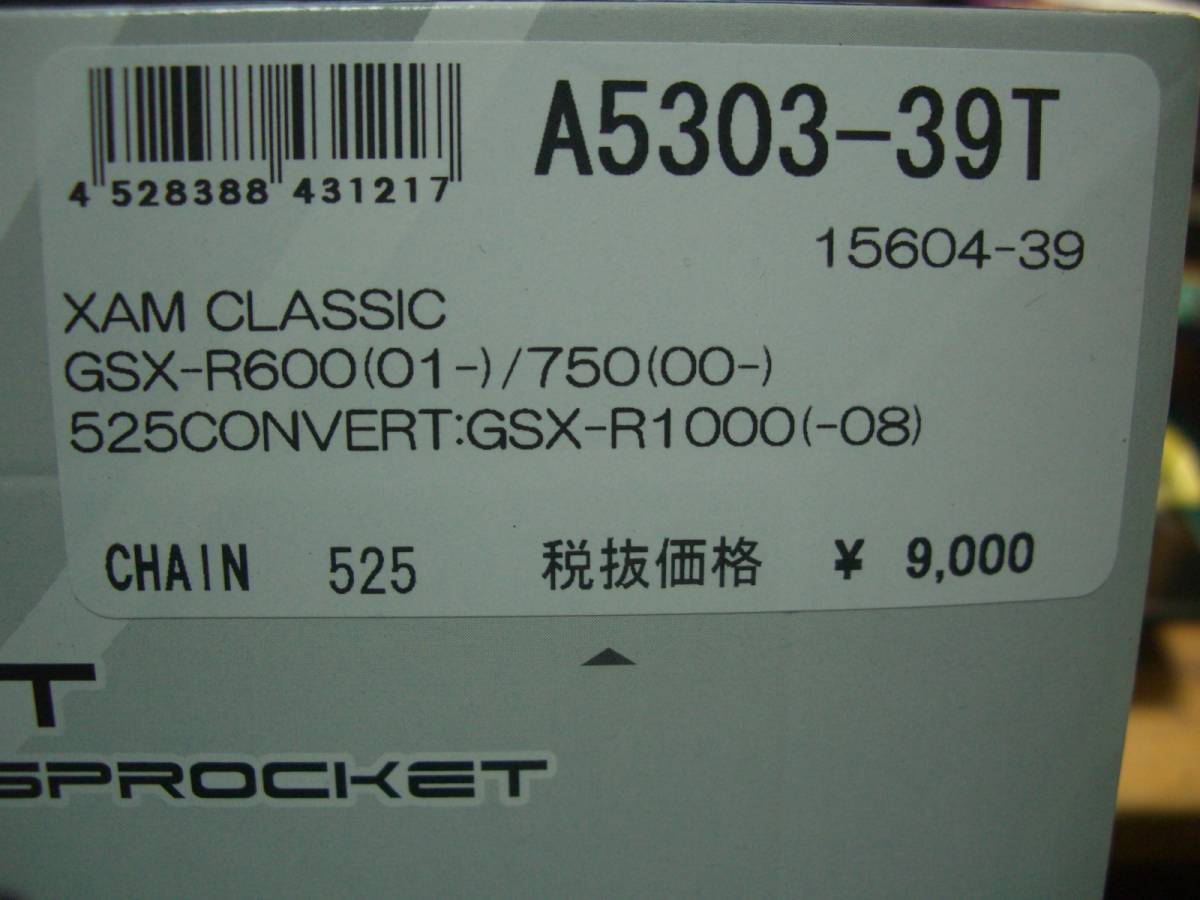 A5303-39T
4 528388 431217
15604-39
XAM CLASSIC
GSX-R600(01-)/750(00-)
525CONVERT:GSX-R1000(-08)
CHAIN 525 税抜価格 ¥ 9,000
T
SPROCKET